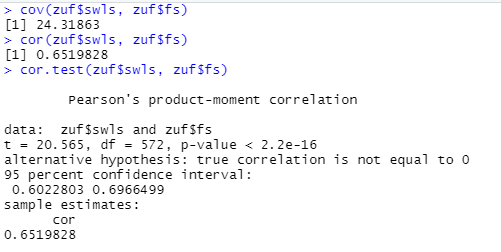 > cov(zuf$swls, zuf$fs)
[1] 24.31863
> cor(zuf$swls, zuf$fs)
[1] 0.6519828
> cor.test(zuf$swls, zuf$fs)
Pearson's product-moment correlation
data:  zuf$swls and zuf$fs
t = 20.565, df = 572, p-value < 2.2e-16
alternative hypothesis: true correlation is not equal to 0
95 percent confidence interval:
 0.6022803 0.6966499
sample estimates:
      cor
0.6519828